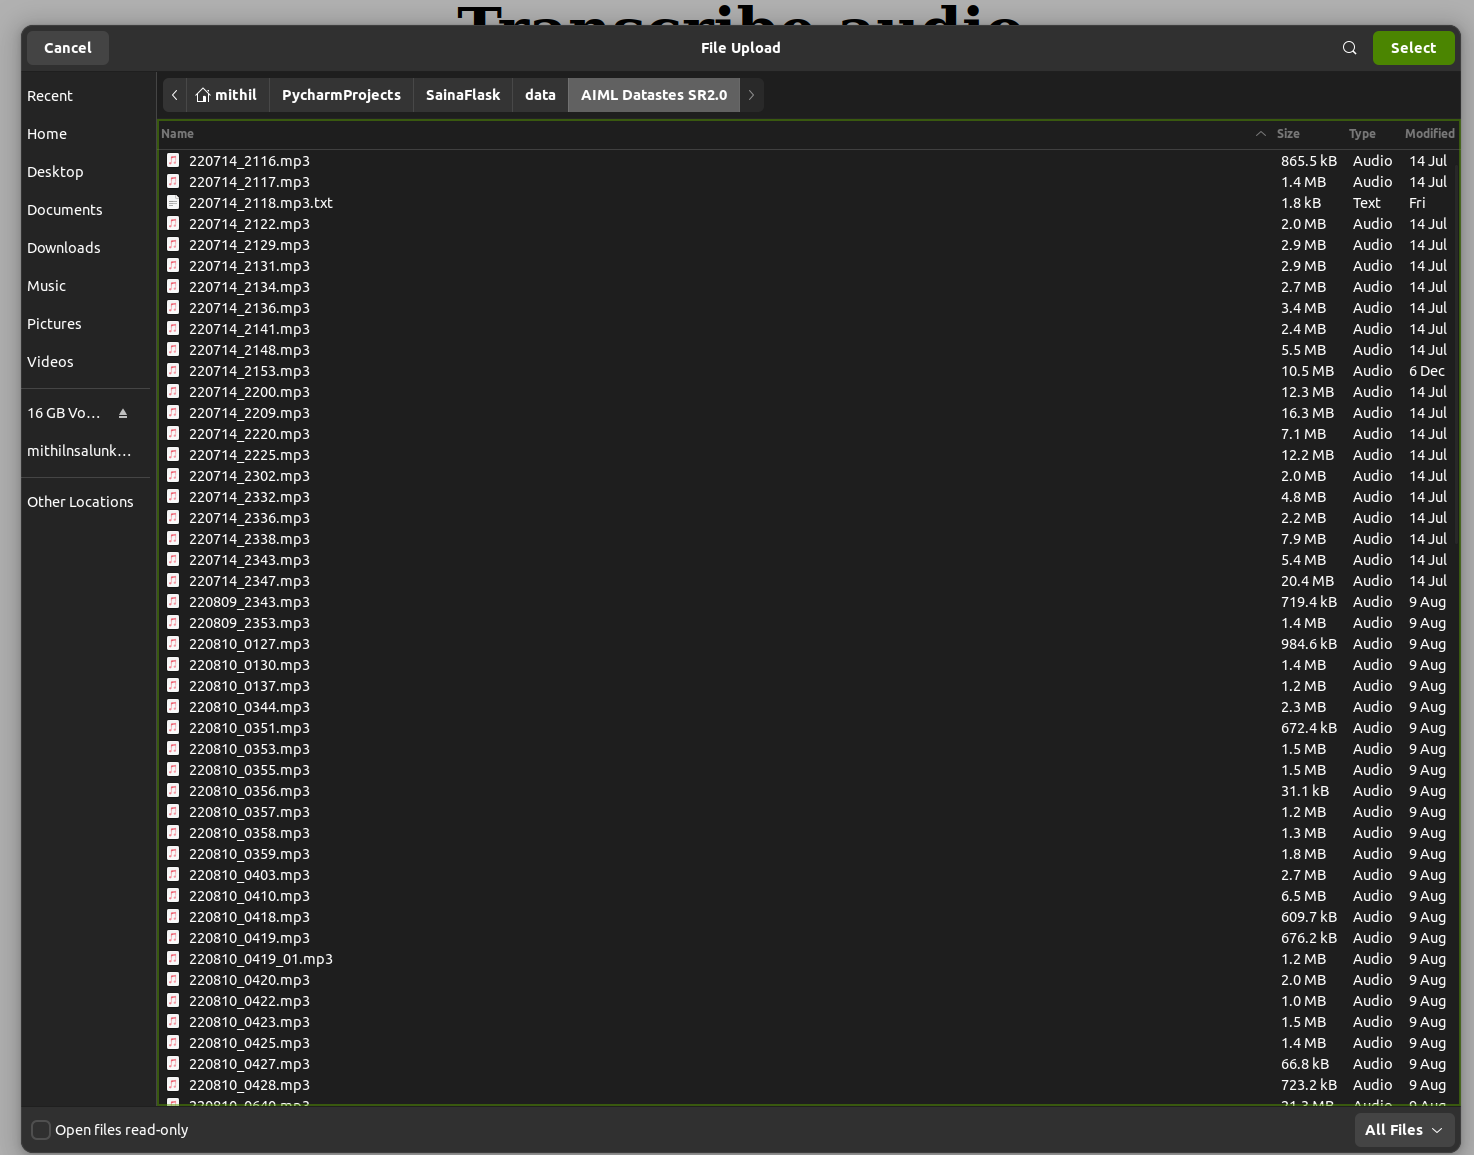 Transcribe audio
Cancel File Upload Select
Recent
Home
Desktop
Documents
Downloads
Music
Pictures
Videos
16 GB Vo…
mithilnsalunk…
Other Locations
mithil PycharmProjects SainaFlask data AIML Datastes SR2.0
Name Size Type Modified
220714_2116.mp3 865.5 kB Audio 14 Jul
220714_2117.mp3 1.4 MB Audio 14 Jul
220714_2118.mp3.txt 1.8 kB Text Fri
220714_2122.mp3 2.0 MB Audio 14 Jul
220714_2129.mp3 2.9 MB Audio 14 Jul
220714_2131.mp3 2.9 MB Audio 14 Jul
220714_2134.mp3 2.7 MB Audio 14 Jul
220714_2136.mp3 3.4 MB Audio 14 Jul
220714_2141.mp3 2.4 MB Audio 14 Jul
220714_2148.mp3 5.5 MB Audio 14 Jul
220714_2153.mp3 10.5 MB Audio 6 Dec
220714_2200.mp3 12.3 MB Audio 14 Jul
220714_2209.mp3 16.3 MB Audio 14 Jul
220714_2220.mp3 7.1 MB Audio 14 Jul
220714_2225.mp3 12.2 MB Audio 14 Jul
220714_2302.mp3 2.0 MB Audio 14 Jul
220714_2332.mp3 4.8 MB Audio 14 Jul
220714_2336.mp3 2.2 MB Audio 14 Jul
220714_2338.mp3 7.9 MB Audio 14 Jul
220714_2343.mp3 5.4 MB Audio 14 Jul
220714_2347.mp3 20.4 MB Audio 14 Jul
220809_2343.mp3 719.4 kB Audio 9 Aug
220809_2353.mp3 1.4 MB Audio 9 Aug
220810_0127.mp3 984.6 kB Audio 9 Aug
220810_0130.mp3 1.4 MB Audio 9 Aug
220810_0137.mp3 1.2 MB Audio 9 Aug
220810_0344.mp3 2.3 MB Audio 9 Aug
220810_0351.mp3 672.4 kB Audio 9 Aug
220810_0353.mp3 1.5 MB Audio 9 Aug
220810_0355.mp3 1.5 MB Audio 9 Aug
220810_0356.mp3 31.1 kB Audio 9 Aug
220810_0357.mp3 1.2 MB Audio 9 Aug
220810_0358.mp3 1.3 MB Audio 9 Aug
220810_0359.mp3 1.8 MB Audio 9 Aug
220810_0403.mp3 2.7 MB Audio 9 Aug
220810_0410.mp3 6.5 MB Audio 9 Aug
220810_0418.mp3 609.7 kB Audio 9 Aug
220810_0419.mp3 676.2 kB Audio 9 Aug
220810_0419_01.mp3 1.2 MB Audio 9 Aug
220810_0420.mp3 2.0 MB Audio 9 Aug
220810_0422.mp3 1.0 MB Audio 9 Aug
220810_0423.mp3 1.5 MB Audio 9 Aug
220810_0425.mp3 1.4 MB Audio 9 Aug
220810_0427.mp3 66.8 kB Audio 9 Aug
220810_0428.mp3 723.2 kB Audio 9 Aug
Open files read-only All Files